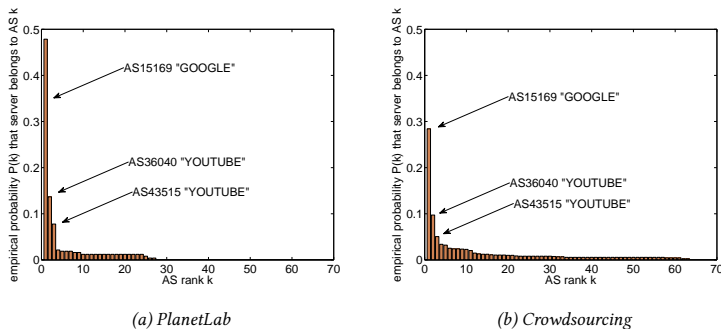 empirical probability P(k) that server belongs to AS k
0.5
0.4
0.3
0.2
0.1
0
AS15169 "GOOGLE"
AS36040 "YOUTUBE"
AS43515 "YOUTUBE"
0 10 20 30 40 50 60 70
AS rank k
(a) PlanetLab
empirical probability P(k) that server belongs to AS k
0.5
0.4
0.3
0.2
0.1
0
AS15169 "GOOGLE"
AS36040 "YOUTUBE"
AS43515 "YOUTUBE"
0 10 20 30 40 50 60 70
AS rank k
(b) Crowdsourcing